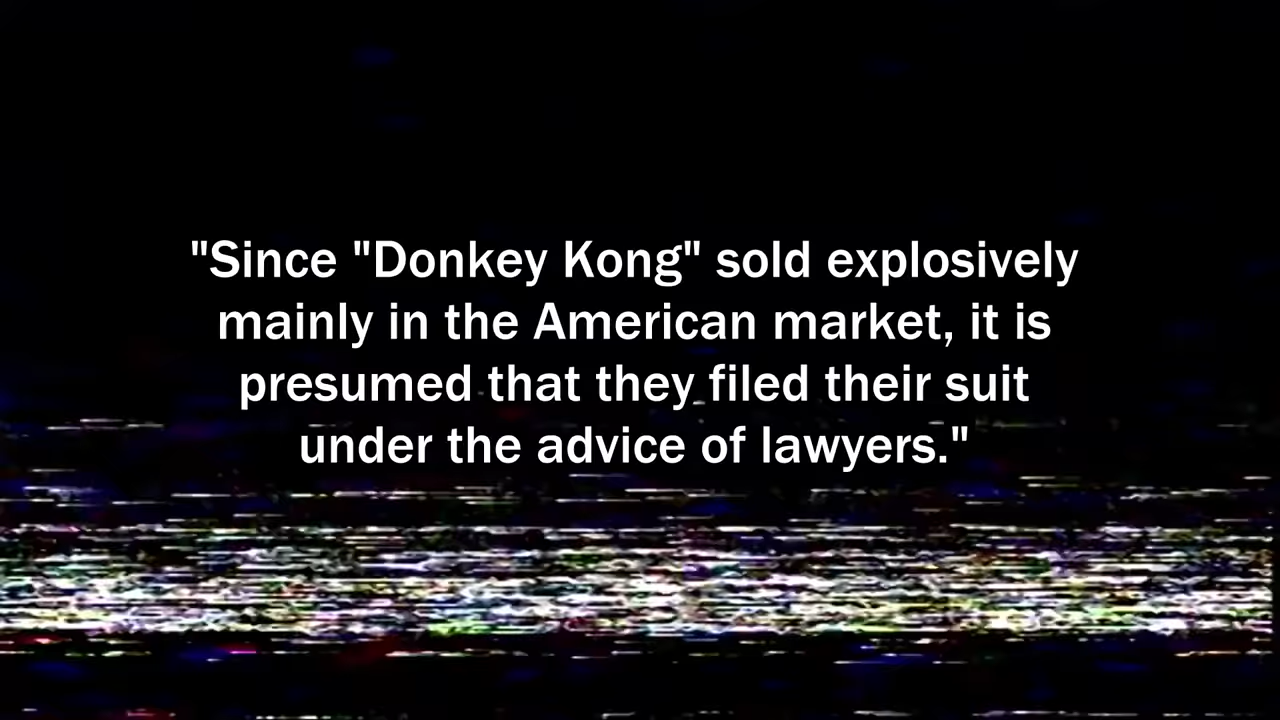 "Since "Donkey Kong" sold explosively
mainly in the American market, it is
presumed that they filed their suit
under the advice of lawyers."